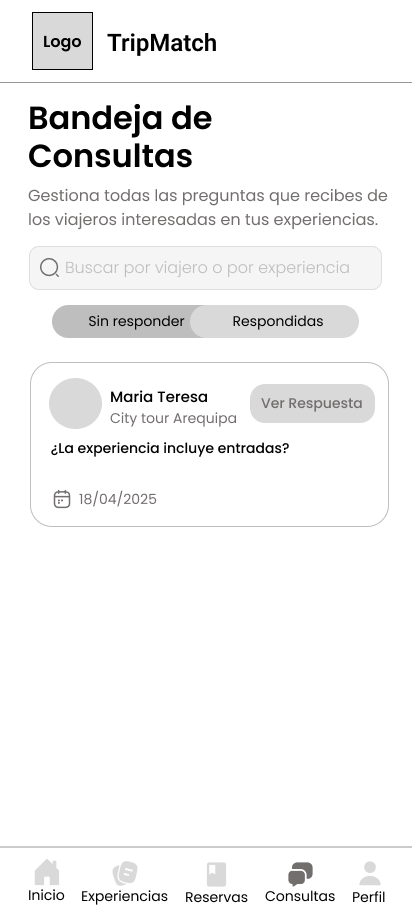 Logo
TripMatch
Bandeja de
Consultas
Gestiona todas las preguntas que recibes de
los viajeros interesadas en tus experiencias.
Buscar por viajero o por experiencia
Sin responder
Respondidas
Maria Teresa
Ver Respuesta
City tour Arequipa
¿La experiencia incluye entradas?
18/04/2025
Inicio
Experiencias
Reservas
Consultas
Perfil